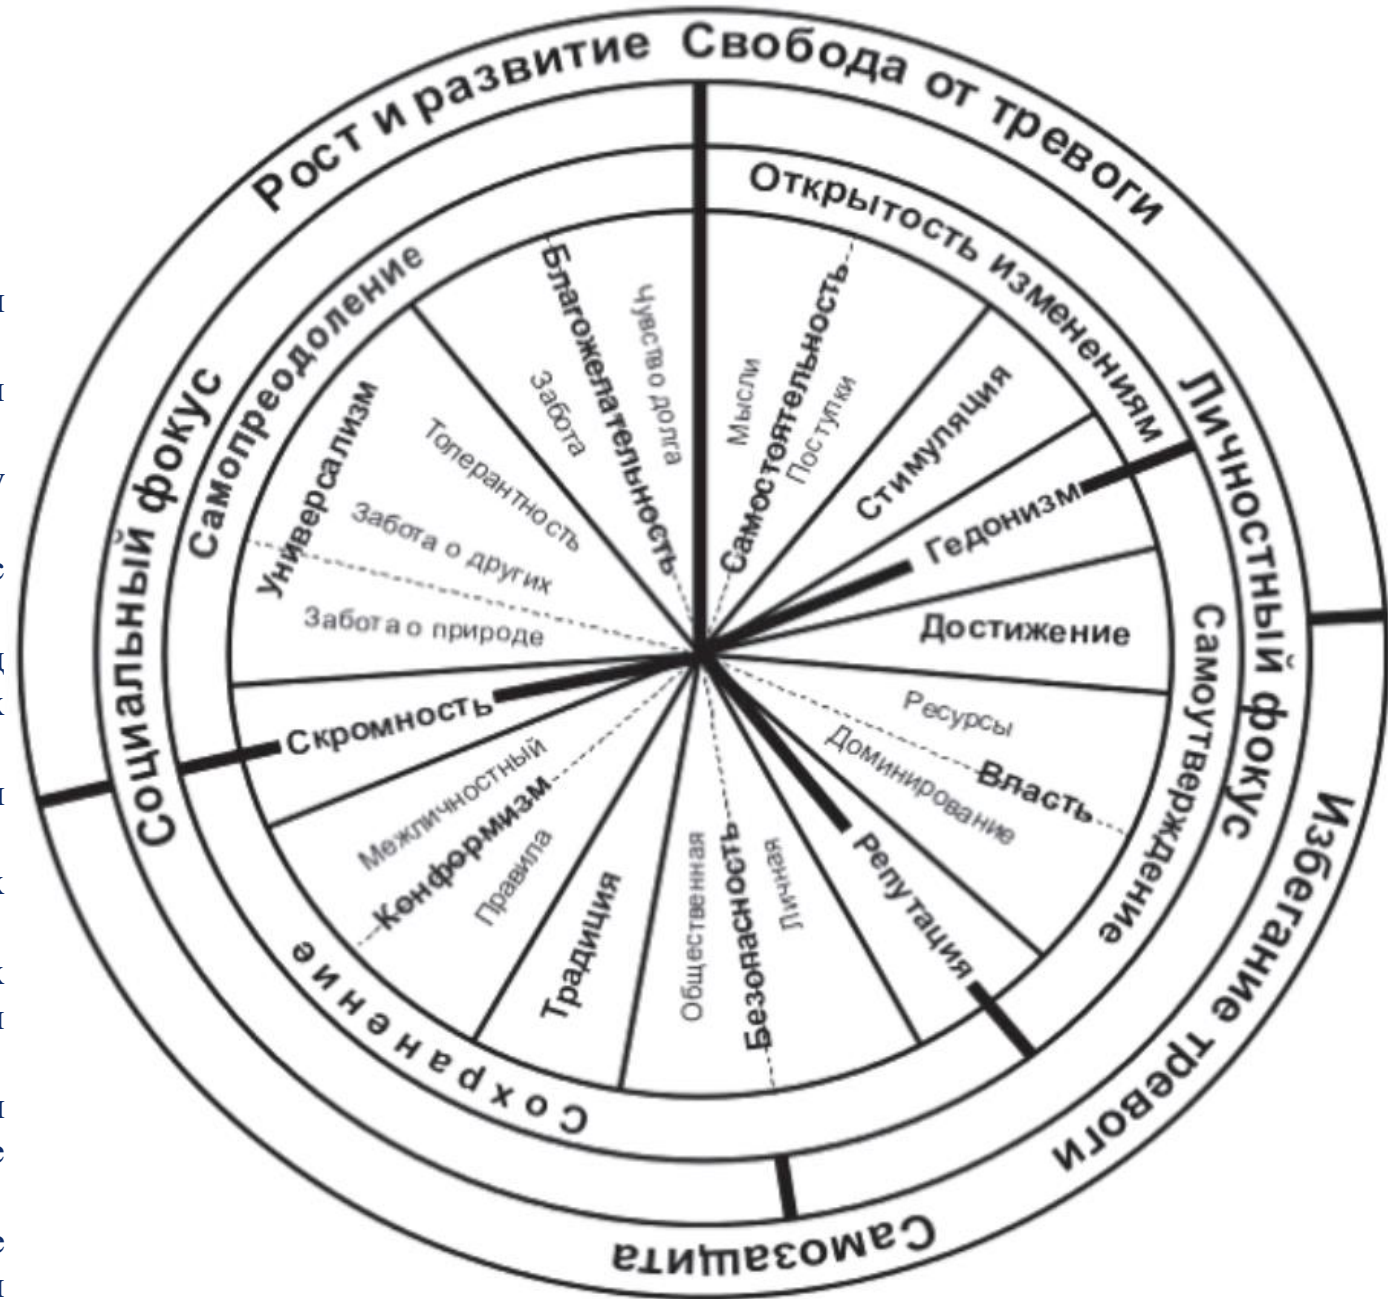 Рост и развитие
Свобода от тревоги
Избегание тревоги
Самозащита
Социальный фокус
Личностный фокус
Самопреодоление
Открытость изменениям
Самоутверждение
Сохранение
Благожелательность
Чувство долга
Забота
Самостоятельность
Мысли
Поступки
Стимуляция
Гедонизм
Достижение
Власть
Ресурсы
Доминирование
Репутация
Безопасность
Личная
Общественная
Традиция
Конформизм
Правила
Межличностный
Скромность
Универсализм
Забота о природе
Забота о других
Толерантность